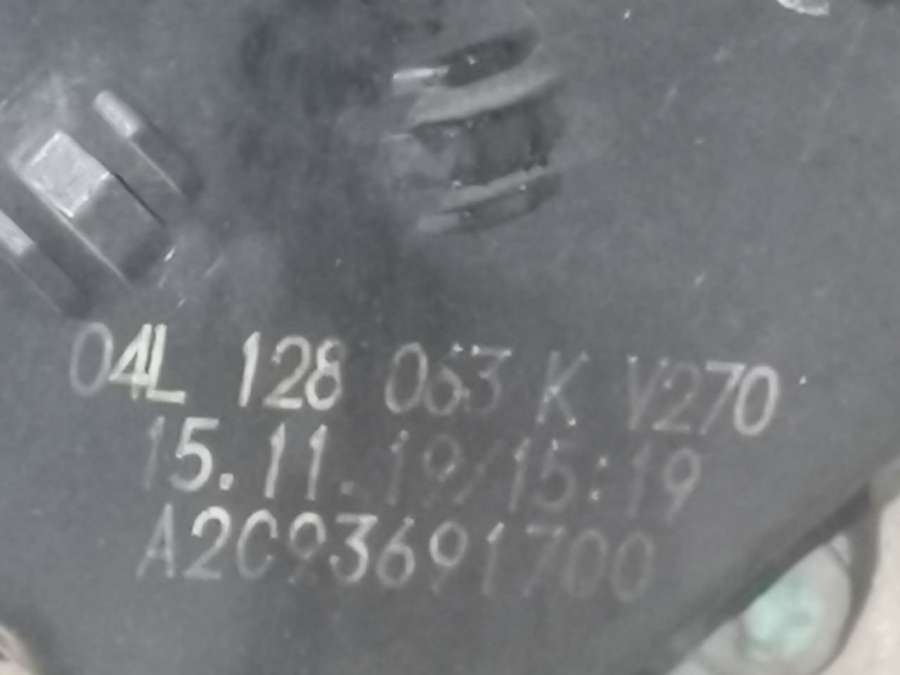 04L 128 063 K V270
15.11.19/15:19
A2C93691700